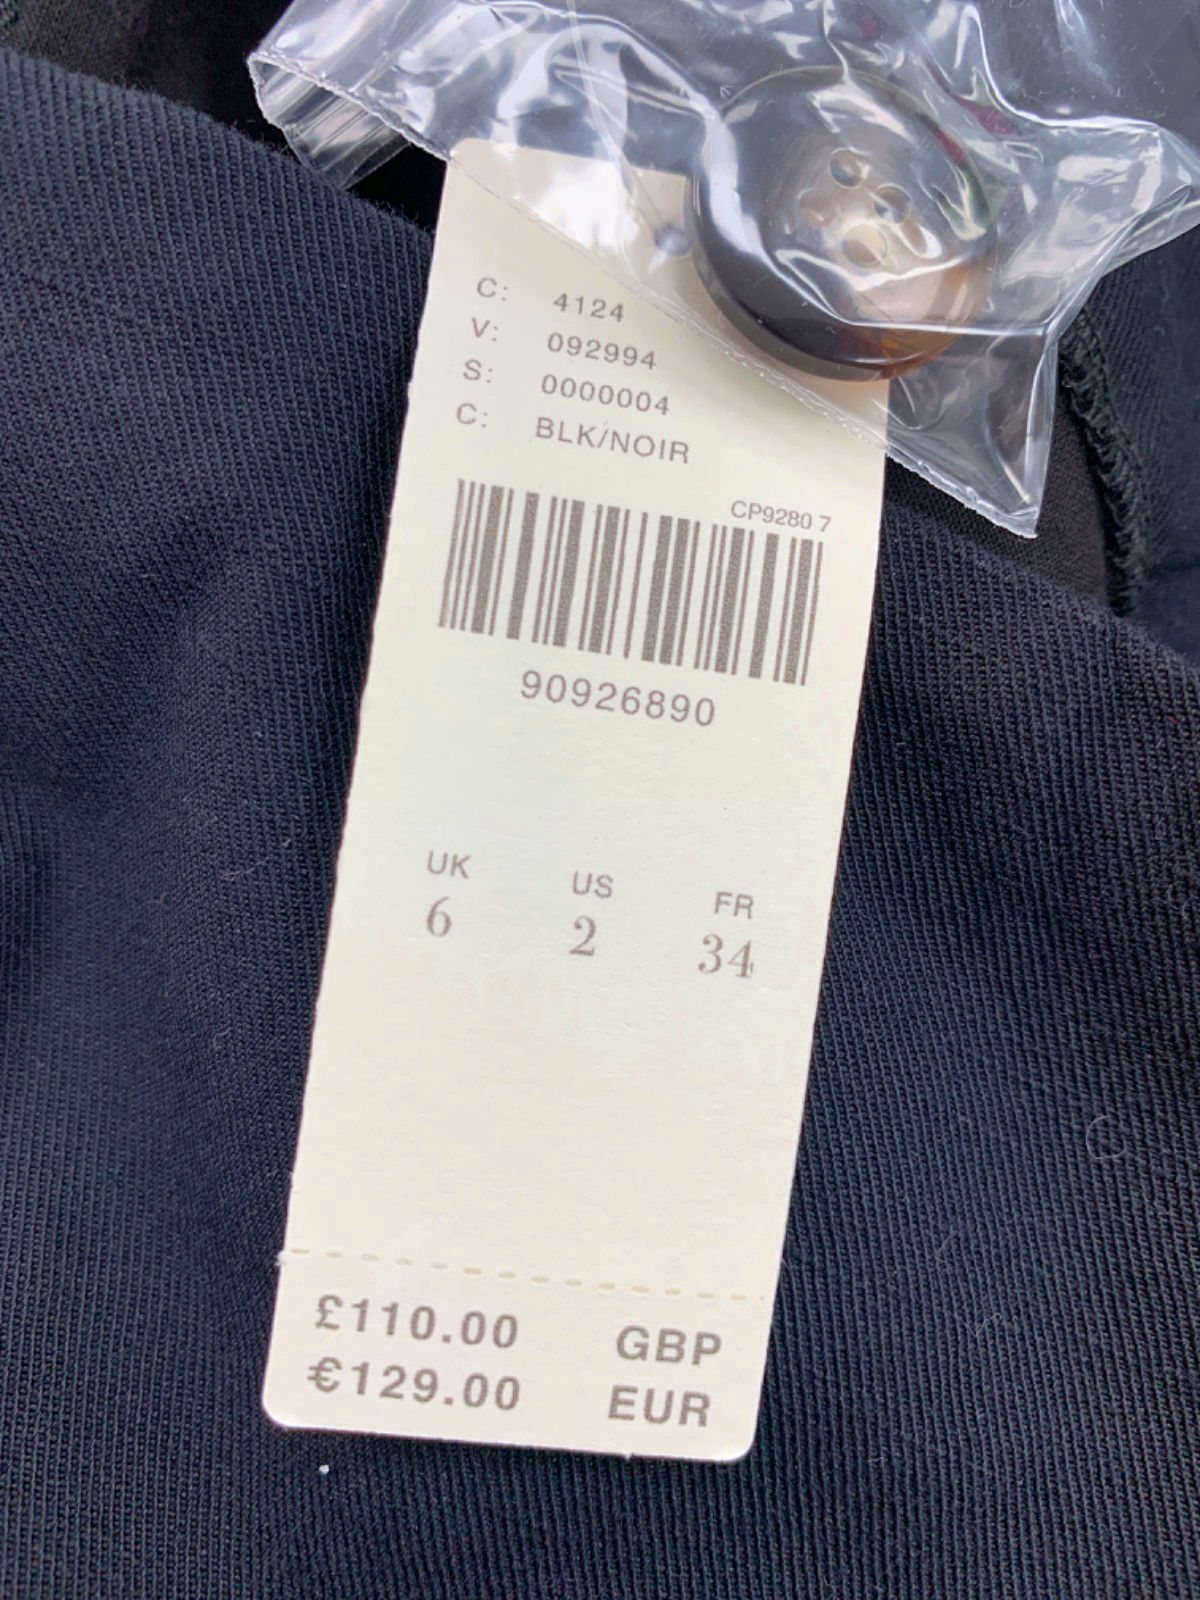 C: 4124
V: 092994
S: 0000004
C: BLK/NOIR
CP9280 7
90926890
UK US FR
6 2 34
£110.00 GBP
€129.00 EUR